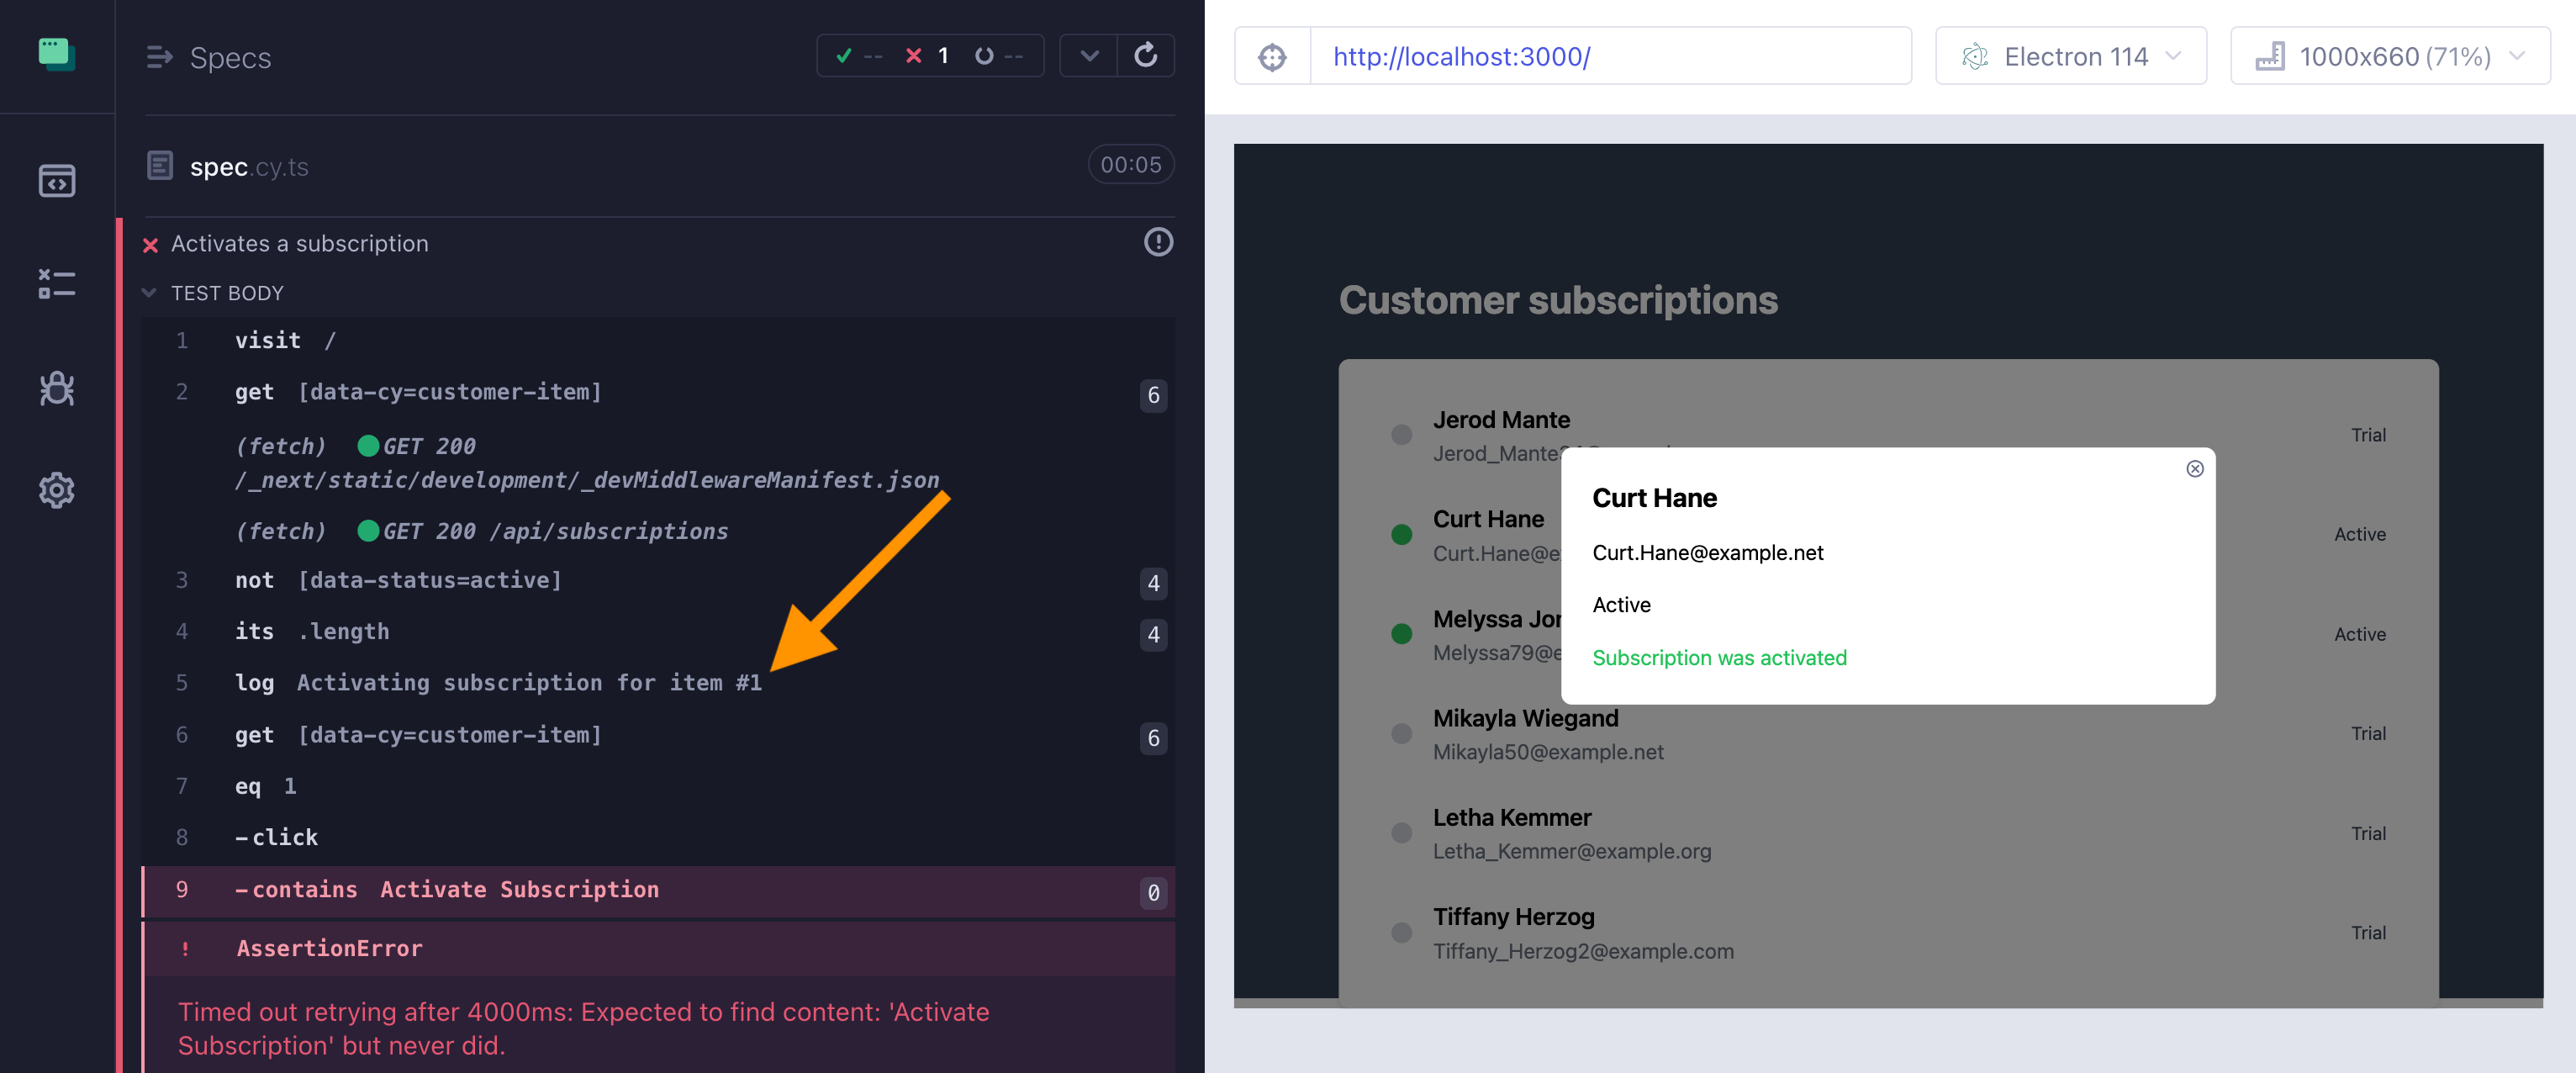 Specs
--
1
--
spec.cy.ts
00:05
Activates a subscription
TEST BODY
1 visit /
2 get [data-cy=customer-item] 6
(fetch) GET 200
/_next/static/development/_devMiddlewareManifest.json
(fetch) GET 200 /api/subscriptions
3 not [data-status=active] 4
4 its .length 4
5 log Activating subscription for item #1
6 get [data-cy=customer-item] 6
7 eq 1
8 -click
9 -contains Activate Subscription 0
! AssertionError
Timed out retrying after 4000ms: Expected to find content: 'Activate
Subscription' but never did.
http://localhost:3000/
Electron 114
1000x660 (71%)
Customer subscriptions
Jerod Mante
Trial
Curt Hane
Curt.Hane@e
Active
Melyssa Jor
Melyssa79@e
Active
Mikayla Wiegand
Mikayla50@example.net
Trial
Letha Kemmer
Letha_Kemmer@example.org
Trial
Tiffany Herzog
Tiffany_Herzog2@example.com
Trial
Curt Hane
Curt.Hane@example.net
Active
Subscription was activated